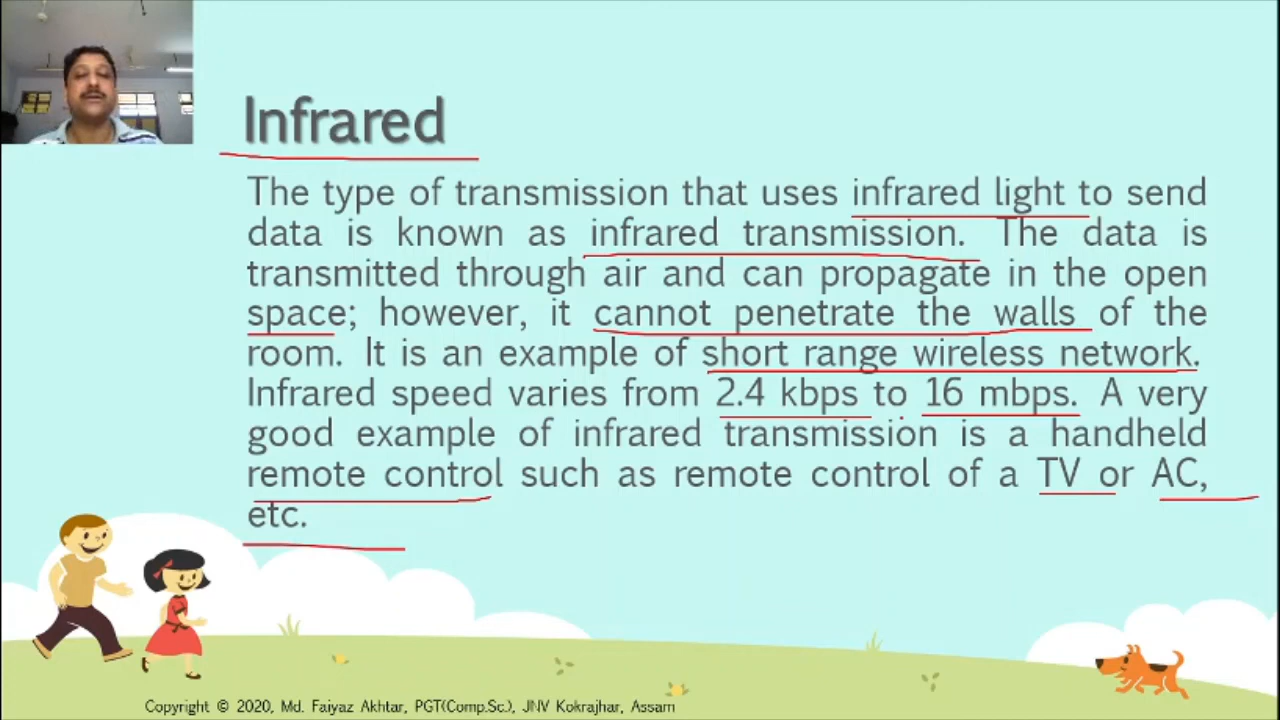 Infrared
The type of transmission that uses infrared light to send
data is known as infrared transmission. The data is
transmitted through air and can propagate in the open
space; however, it cannot penetrate the walls of the
room. It is an example of short range wireless network.
Infrared speed varies from 2.4 kbps to 16 mbps. A very
good example of infrared transmission is a handheld
remote control such as remote control of a TV or AC,
etc.
Copyright © 2020, Md. Faiyaz Akhtar, PGT(Comp.Sc.), JNV Kokrajhar, Assam